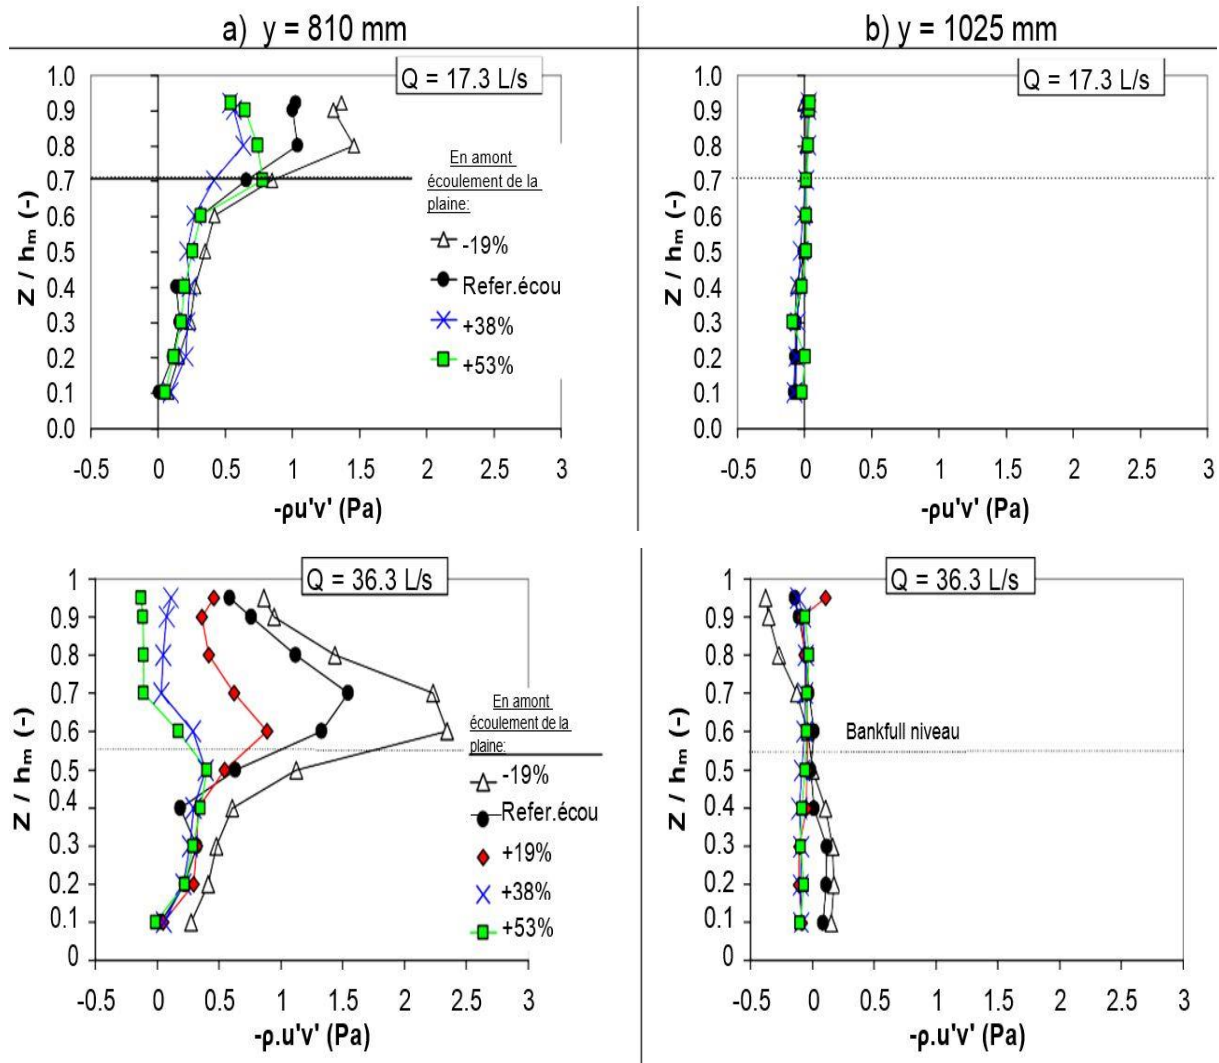 a) y = 810 mm
b) y = 1025 mm
Q = 17.3 L/s
1.0
0.9
0.8
0.7
0.6
0.5
0.4
0.3
0.2
0.1
0.0
Z / hm (-)
En amont
écoulement de la
plaine:
-19%
Refer.écou
+38%
+53%
-0.5 0 0.5 1 1.5 2 2.5 3
-ρu'v' (Pa)
Q = 17.3 L/s
1.0
0.9
0.8
0.7
0.6
0.5
0.4
0.3
0.2
0.1
0.0
Z / hm (-)
-0.5 0 0.5 1 1.5 2 2.5 3
-ρu'v' (Pa)
Q = 36.3 L/s
1
0.9
0.8
0.7
0.6
0.5
0.4
0.3
0.2
0.1
0
Z / hm (-)
En amont
écoulement de la
plaine:
-19%
Refer.écou
+19%
+38%
+53%
-0.5 0 0.5 1 1.5 2 2.5 3
-ρ.u'v' (Pa)
Q = 36.3 L/s
1
0.9
0.8
0.7
0.6
0.5
0.4
0.3
0.2
0.1
0
Z / hm (-)
Bankfull niveau
-0.5 0 0.5 1 1.5 2 2.5 3
-ρ.u'v' (Pa)